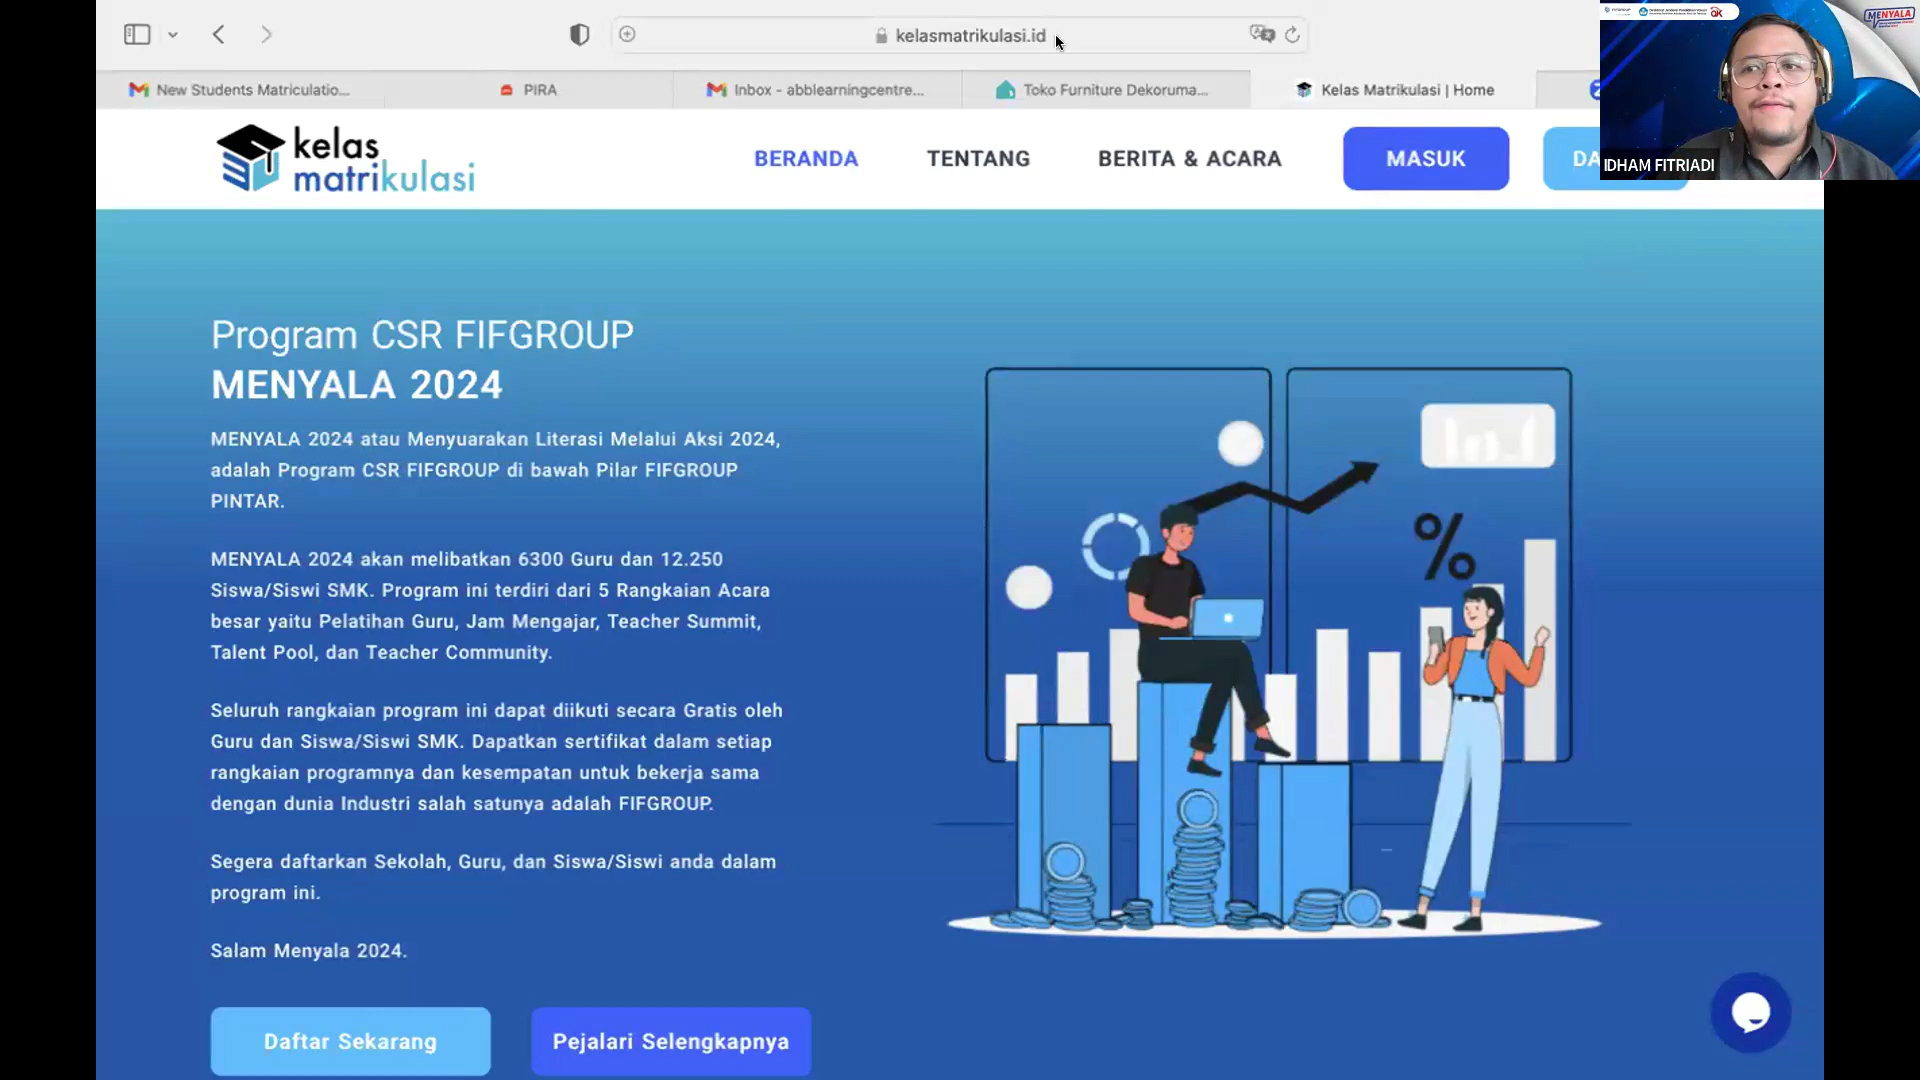 kelasmatrikulasi.id
New Students Matriculatio...
PIRA
Inbox - abblearningcentre...
Toko Furniture Dekoruma...
Kelas Matrikulasi | Home
MENYALA
IDHAM FITRIADI
kelas
matrikulasi
BERANDA
TENTANG
BERITA & ACARA
MASUK
DA
Program CSR FIFGROUP
MENYALA 2024
MENYALA 2024 atau Menyuarakan Literasi Melalui Aksi 2024,
adalah Program CSR FIFGROUP di bawah Pilar FIFGROUP
PINTAR.
MENYALA 2024 akan melibatkan 6300 Guru dan 12.250
Siswa/Siswi SMK. Program ini terdiri dari 5 Rangkaian Acara
besar yaitu Pelatihan Guru, Jam Mengajar, Teacher Summit,
Talent Pool, dan Teacher Community.
Seluruh rangkaian program ini dapat diikuti secara Gratis oleh
Guru dan Siswa/Siswi SMK. Dapatkan sertifikat dalam setiap
rangkaian programnya dan kesempatan untuk bekerja sama
dengan dunia Industri salah satunya adalah FIFGROUP.
Segera daftarkan Sekolah, Guru, dan Siswa/Siswi anda dalam
program ini.
Salam Menyala 2024.
%
Daftar Sekarang
Pejalari Selengkapnya